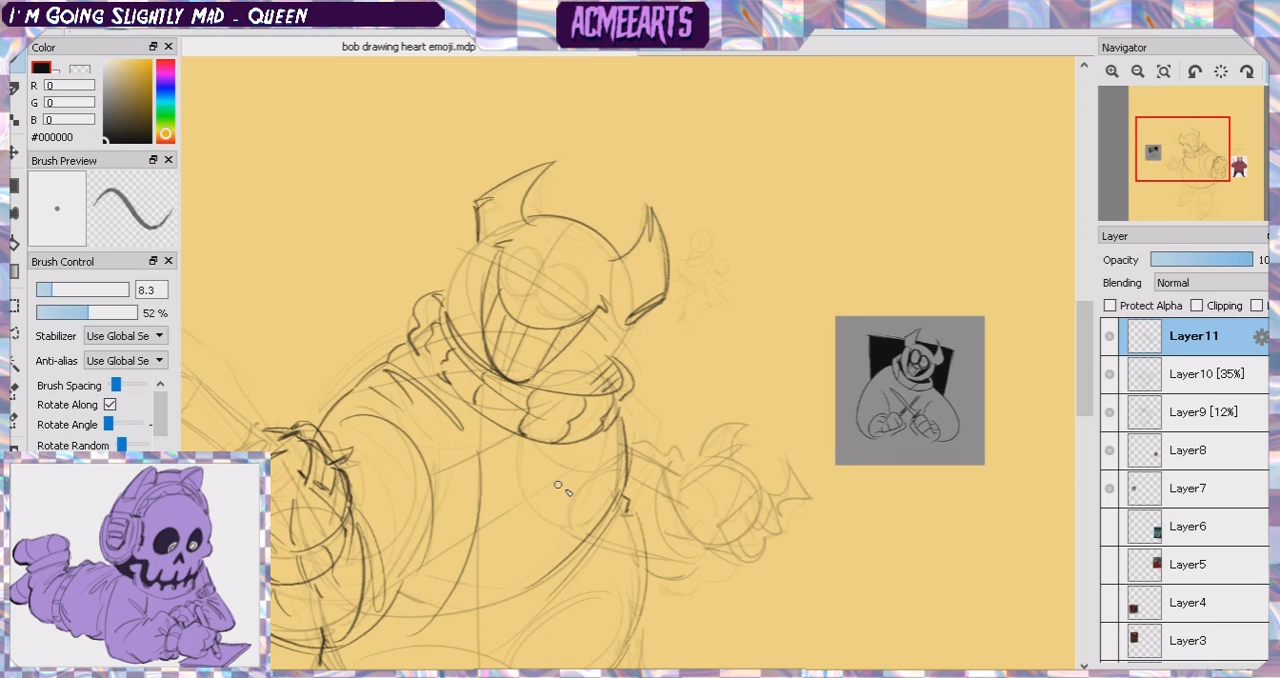 I'm Going Slightly Mad - Queen
ACMEEARTS
Color
bob drawing heart emoji.mdp
Navigator
R 0
G 0
B 0
#000000
Brush Preview
Brush Control
8.3
52 %
Stabilizer Use Global Se
Anti-alias Use Global Se
Brush Spacing
Rotate Along
Rotate Angle
Rotate Random
Layer
Opacity 10
Blending Normal
Protect Alpha Clipping
Layer11
Layer10 [35%]
Layer9 [12%]
Layer8
Layer7
Layer6
Layer5
Layer4
Layer3